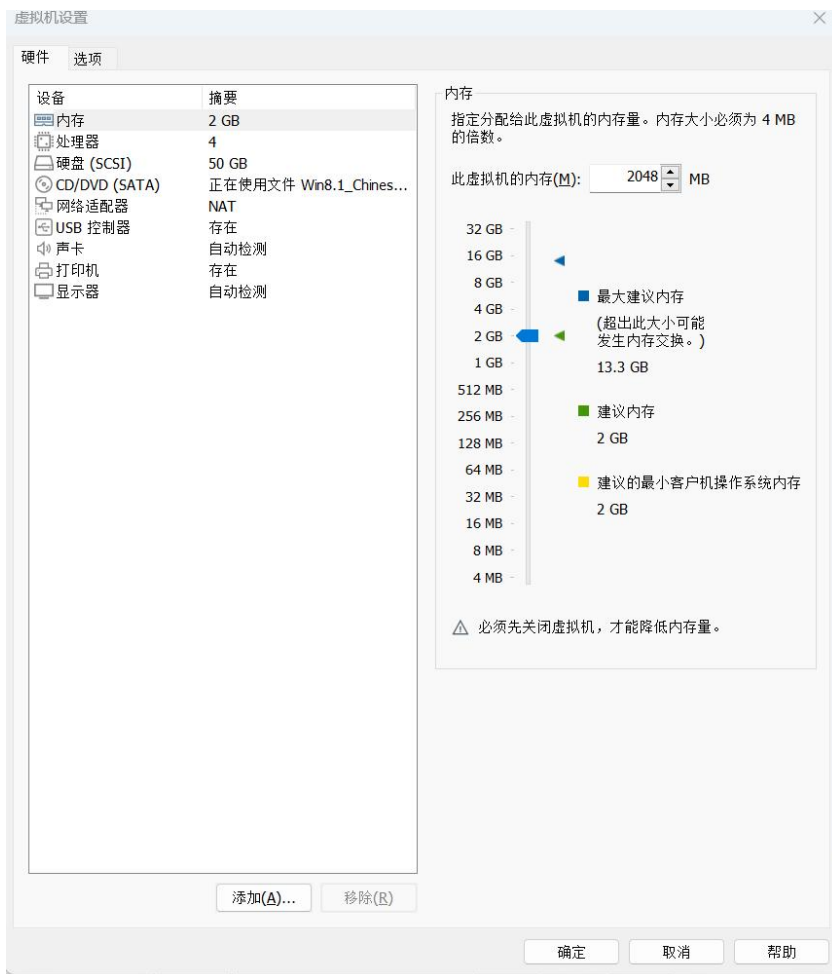 虚拟机设置
硬件 选项
设备 摘要
内存 2 GB
处理器 4
硬盘 (SCSI) 50 GB
CD/DVD (SATA) 正在使用文件 Win8.1_Chines...
网络适配器 NAT
USB 控制器 存在
声卡 自动检测
打印机 存在
显示器 自动检测
添加(A)... 移除(R)
内存
指定分配给此虚拟机的内存量。内存大小必须为 4 MB
的倍数。
此虚拟机的内存(M): 2048 MB
32 GB
16 GB
8 GB
4 GB
2 GB
1 GB
512 MB
256 MB
128 MB
64 MB
32 MB
16 MB
8 MB
4 MB
最大建议内存
(超出此大小可能
发生内存交换。)
13.3 GB
建议内存
2 GB
建议的最小客户机操作系统内存
2 GB
必须先关闭虚拟机，才能降低内存量。
确定 取消 帮助